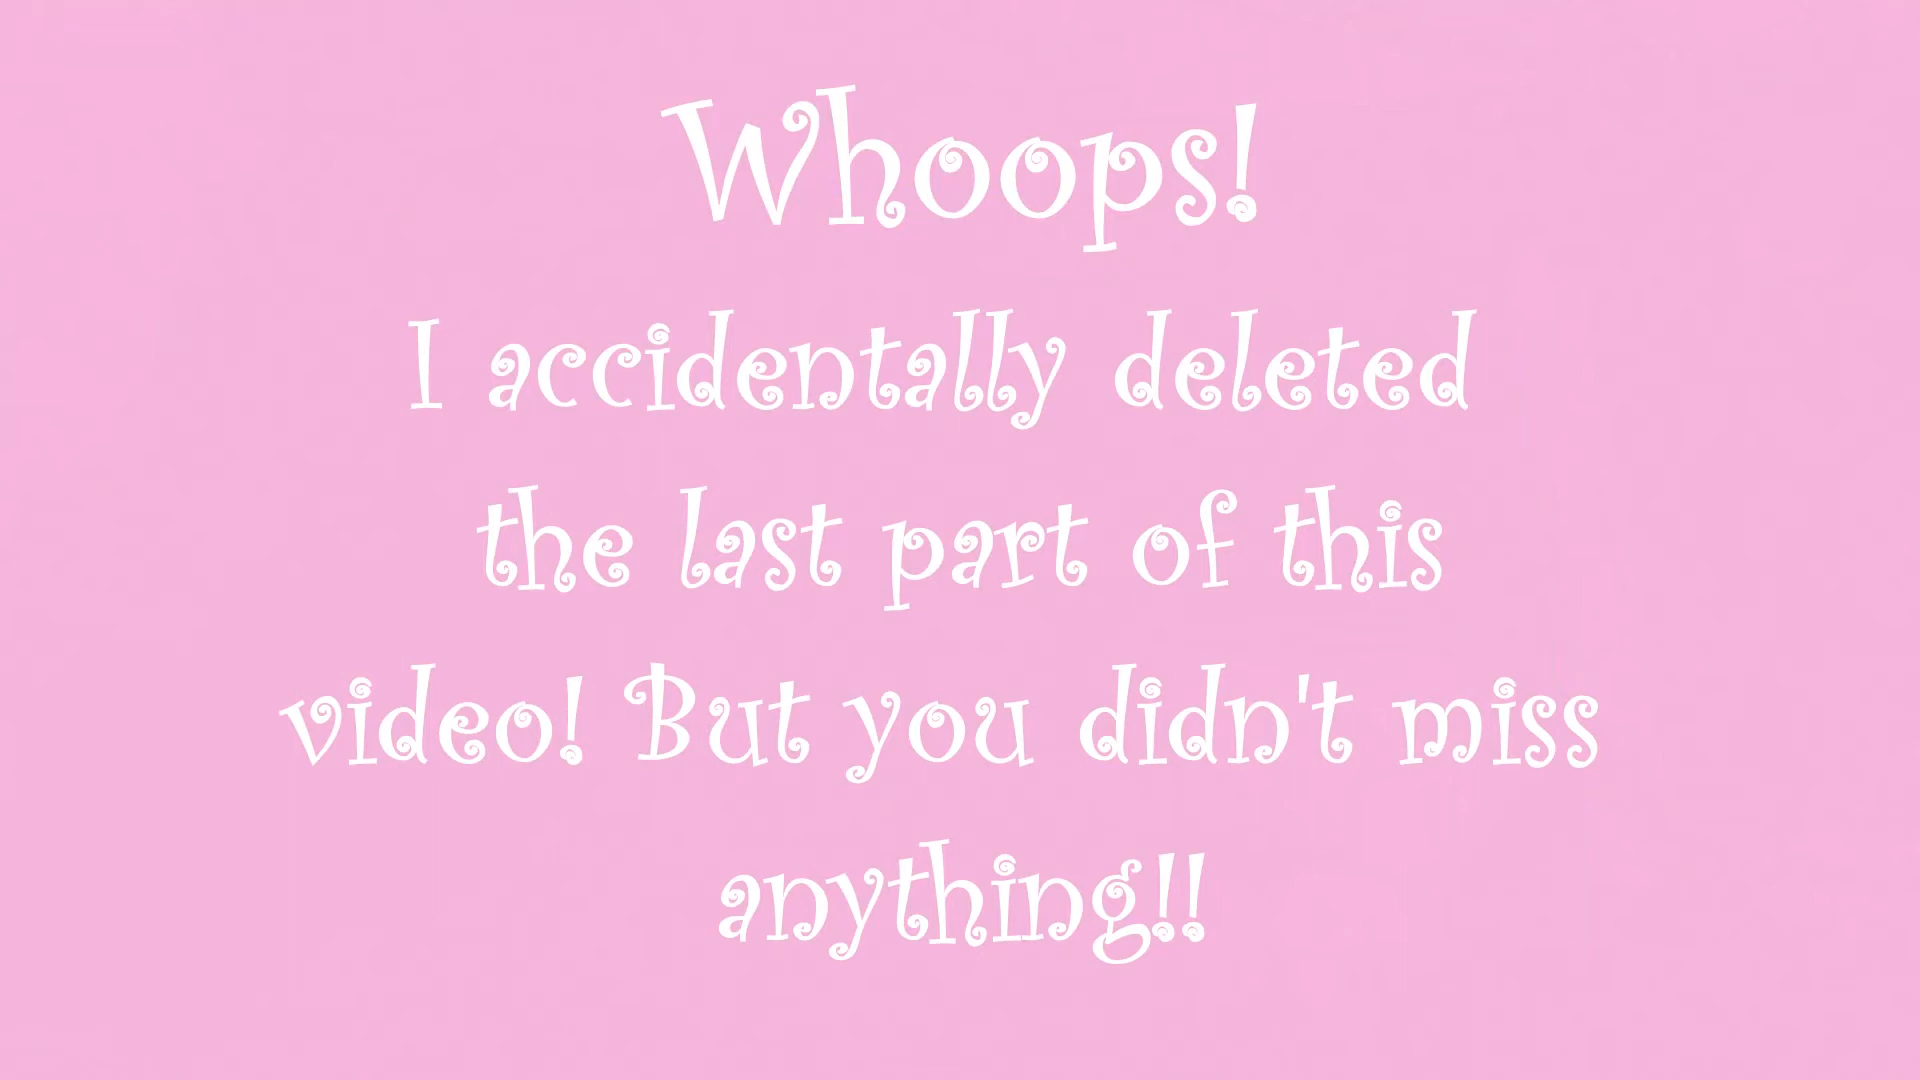 Whoops!
I accidentally deleted
the last part of this
video! But you didn't miss
anything!!